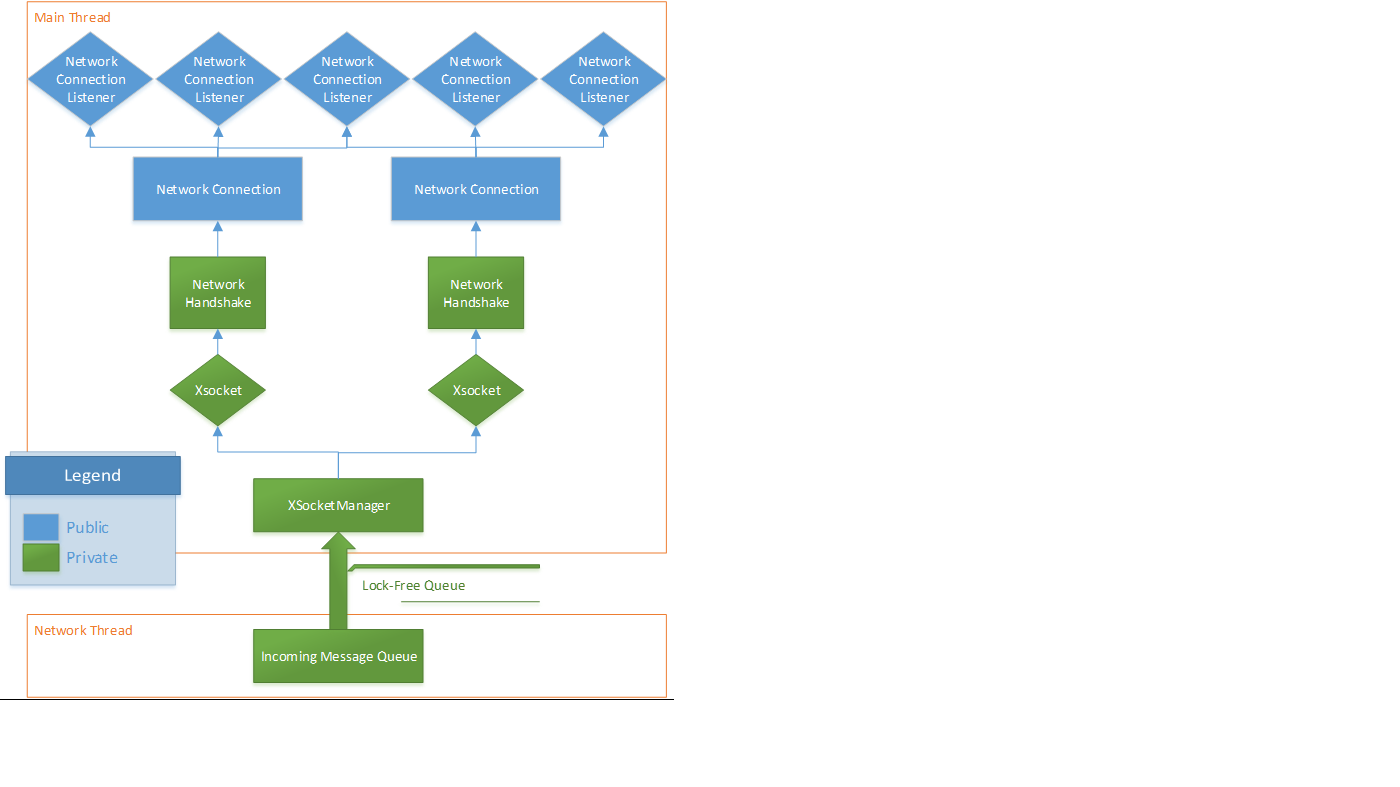 Main Thread
Network
Connection
Listener
Network
Connection
Listener
Network
Connection
Listener
Network
Connection
Listener
Network
Connection
Listener
Network Connection
Network Connection
Network
Handshake
Network
Handshake
Xsocket
Xsocket
Legend
Public
Private
XSocketManager
Lock-Free Queue
Network Thread
Incoming Message Queue